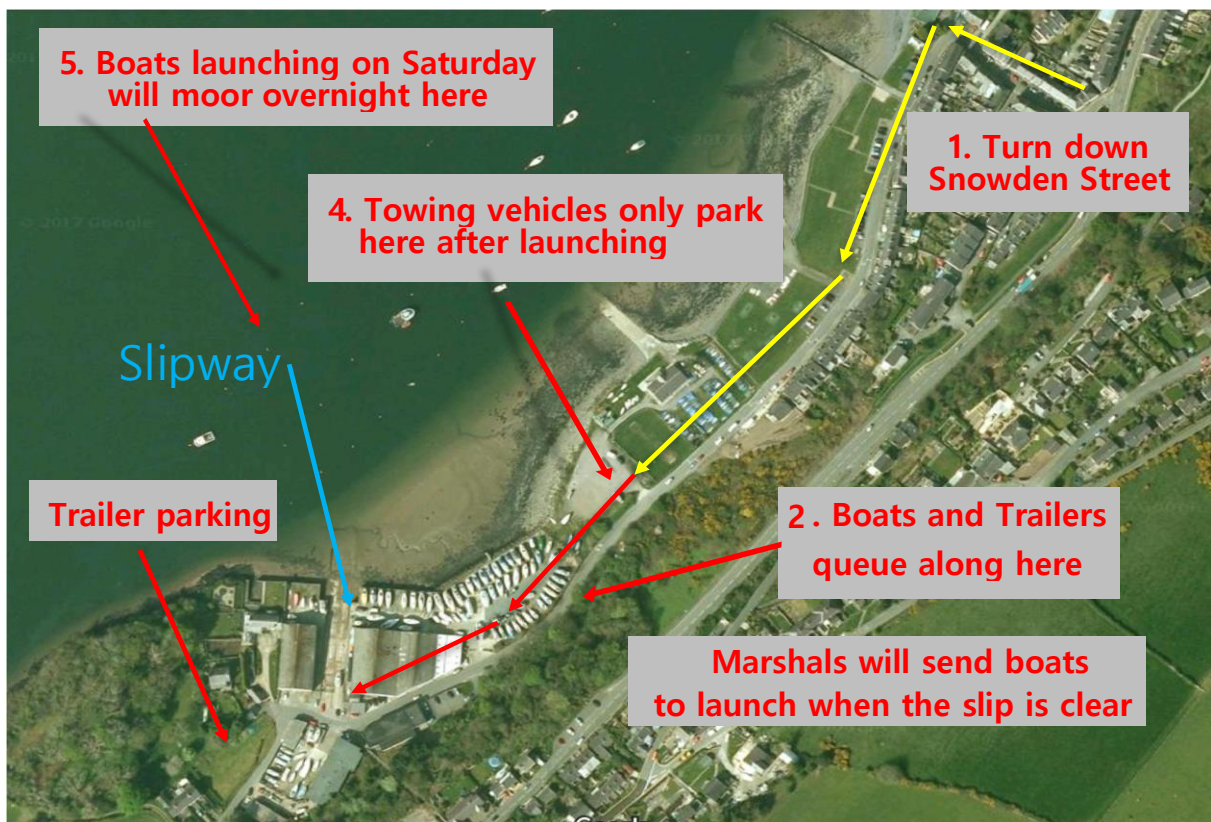 5. Boats launching on Saturday
will moor overnight here
1. Turn down
Snowden Street
4. Towing vehicles only park
here after launching
© 2017 Google
Slipway
Trailer parking
2. Boats and Trailers
queue along here
Marshals will send boats
to launch when the slip is clear